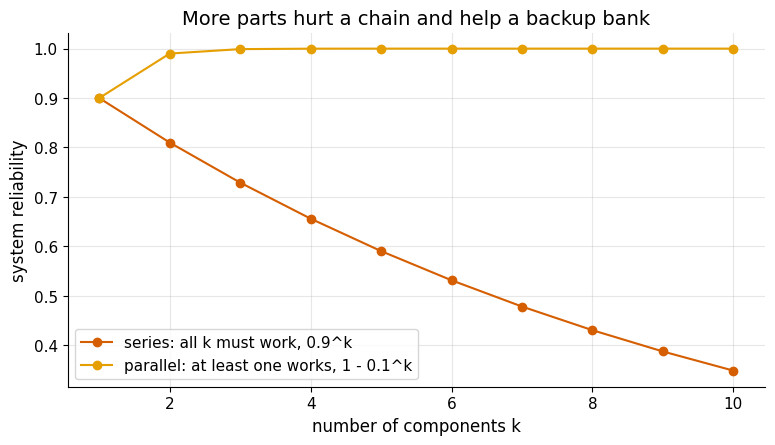 More parts hurt a chain and help a backup bank
system reliability
1.0
0.9
0.8
0.7
0.6
0.5
0.4
series: all k must work, 0.9^k
parallel: at least one works, 1 - 0.1^k
2
4
6
8
10
number of components k